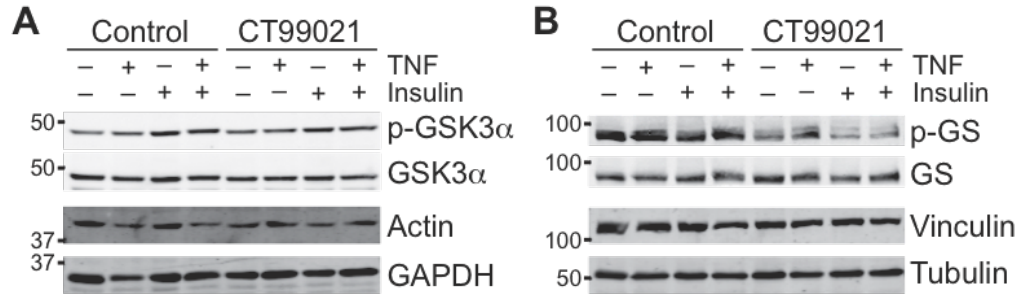 A
Control CT99021
– + – + – + – + TNF
– – + + – – + + Insulin
50 p-GSK3α
50 GSK3α
Actin
37
37 GAPDH
B
Control CT99021
– + – + – + – + TNF
– – + + – – + + Insulin
100 p-GS
100 GS
Vinculin
100
50 Tubulin